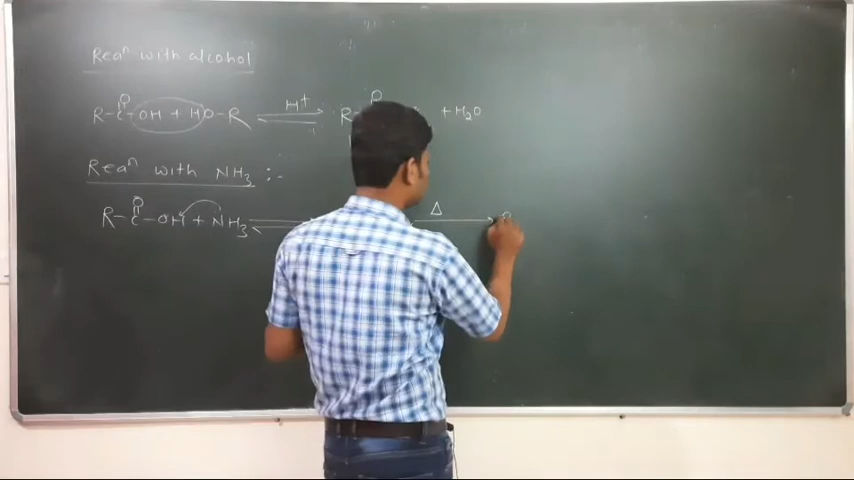 Reaⁿ with alcohol
O O
R-C-OH + HO-R ⇌ H⁺ R + H₂O
Reaⁿ with NH₃ :-
O Δ
R-C-OH + NH₃ ⇌ → R